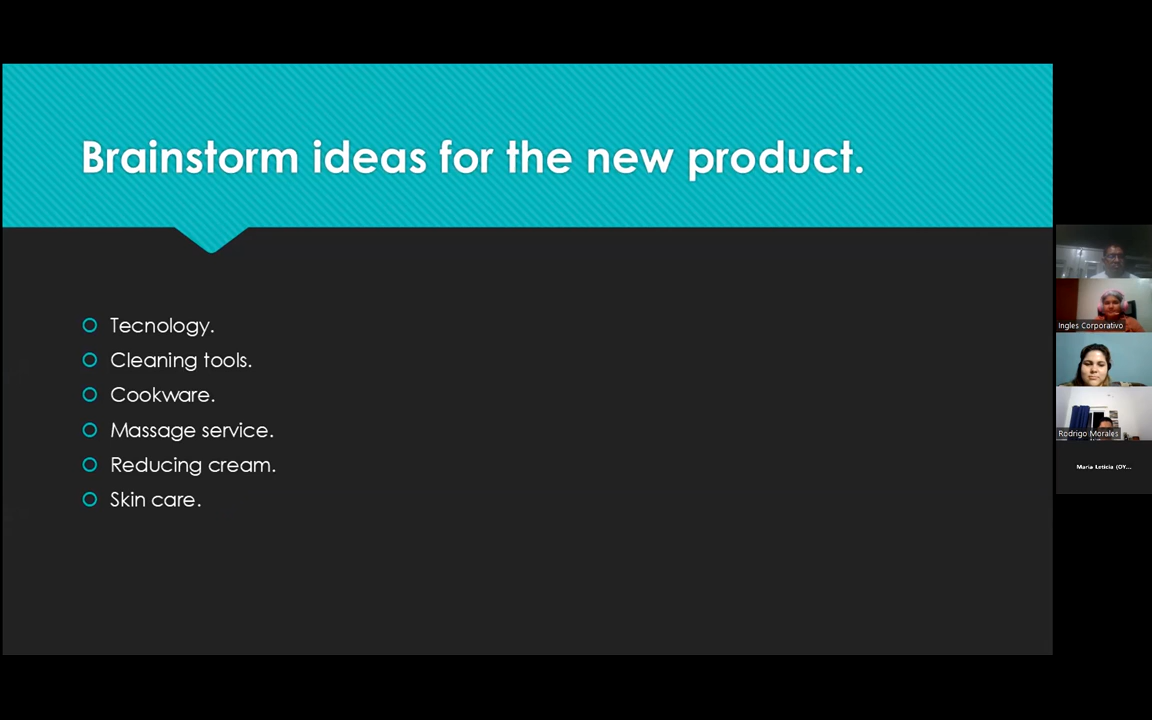 Brainstorm ideas for the new product.
Tecnology.
Cleaning tools.
Cookware.
Massage service.
Reducing cream.
Skin care.
Ingles Corporativo
Rodrigo Morales
Maria Leticia (OY...